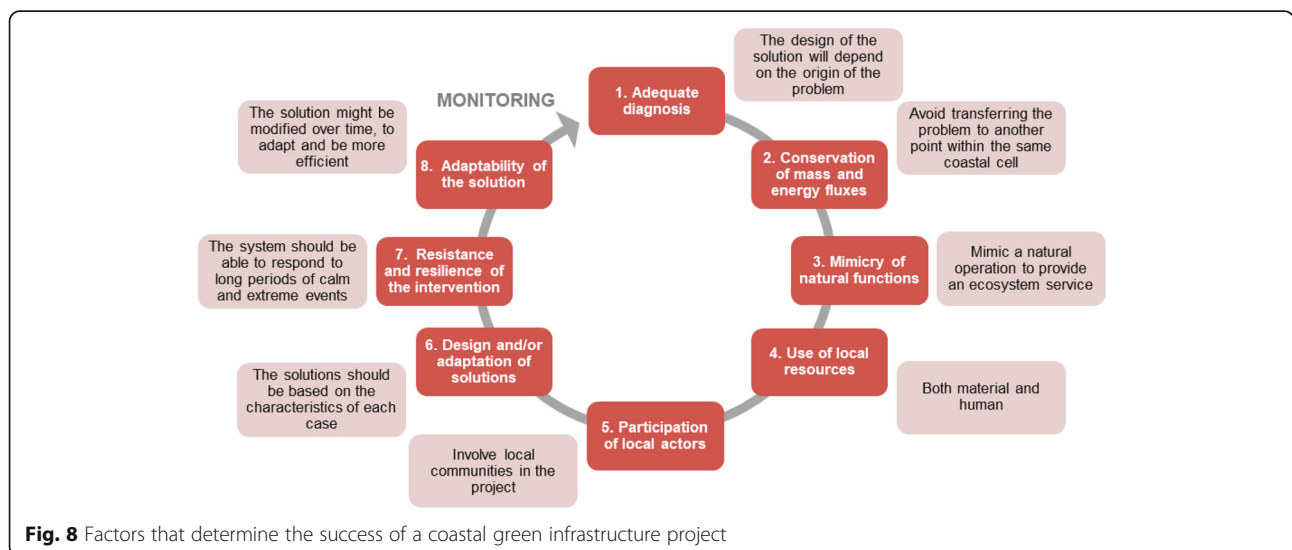 MONITORING
1. Adequate
diagnosis
The design of the
solution will depend
on the origin of the
problem
2. Conservation
of mass and
energy fluxes
Avoid transferring the
problem to another
point within the same
coastal cell
3. Mimicry of
natural functions
Mimic a natural
operation to provide
an ecosystem service
4. Use of local
resources
Both material and
human
5. Participation
of local actors
Involve local
communities in the
project
6. Design and/or
adaptation of
solutions
The solutions should
be based on the
characteristics of each
case
7. Resistance
and resilience of
the intervention
The system should be
able to respond to
long periods of calm
and extreme events
8. Adaptability of
the solution
The solution might be
modified over time, to
adapt and be more
efficient
Fig. 8 Factors that determine the success of a coastal green infrastructure project